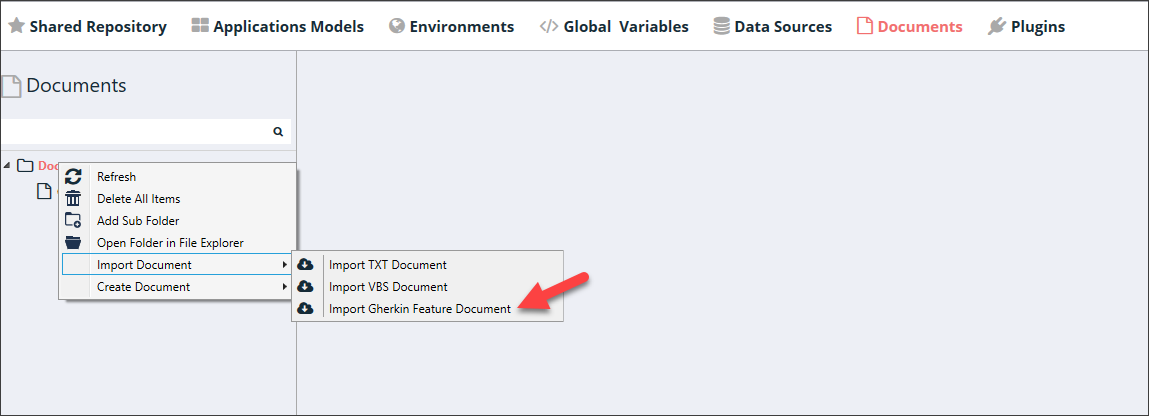 Shared Repository Applications Models Environments Global Variables Data Sources Documents Plugins
Documents
Refresh
Delete All Items
Add Sub Folder
Open Folder in File Explorer
Import Document
Create Document
Import TXT Document
Import VBS Document
Import Gherkin Feature Document